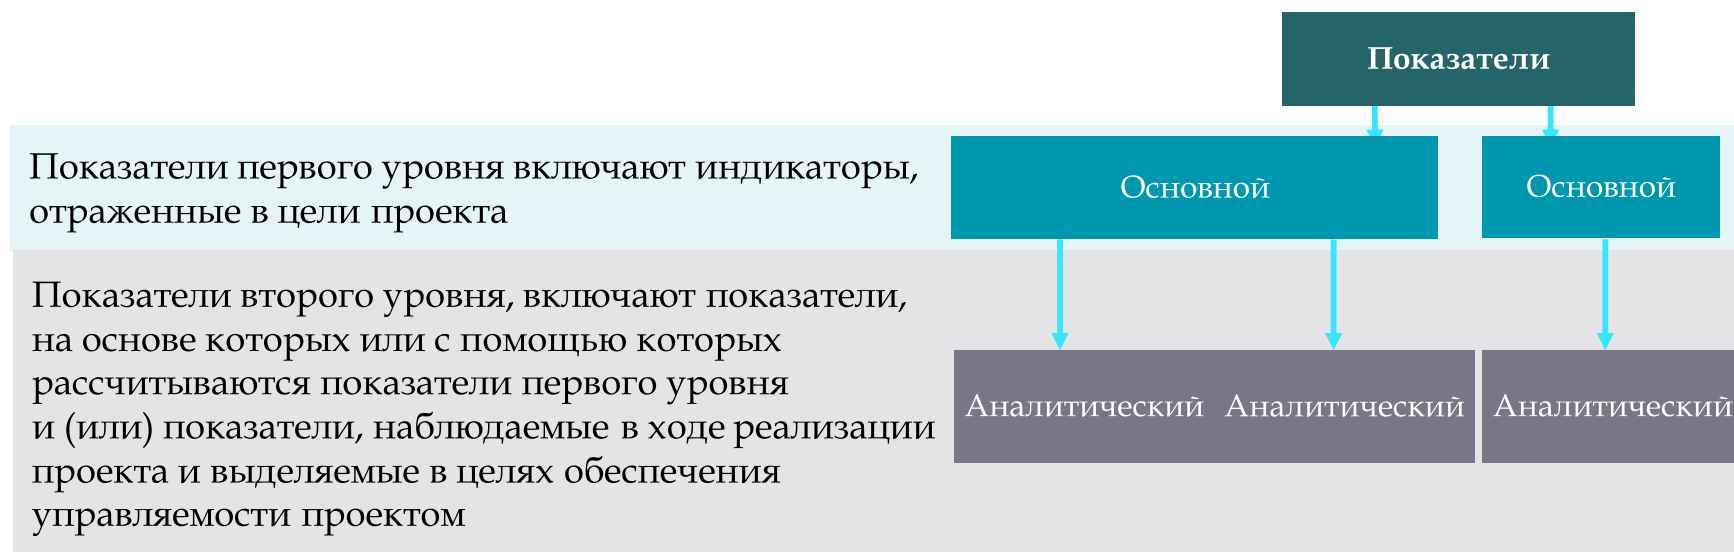 Показатели
Показатели первого уровня включают индикаторы,
отраженные в цели проекта
Основной
Основной
Показатели второго уровня, включают показатели,
на основе которых или с помощью которых
рассчитываются показатели первого уровня
и (или) показатели, наблюдаемые в ходе реализации
проекта и выделяемые в целях обеспечения
управляемости проектом
Аналитический
Аналитический
Аналитический